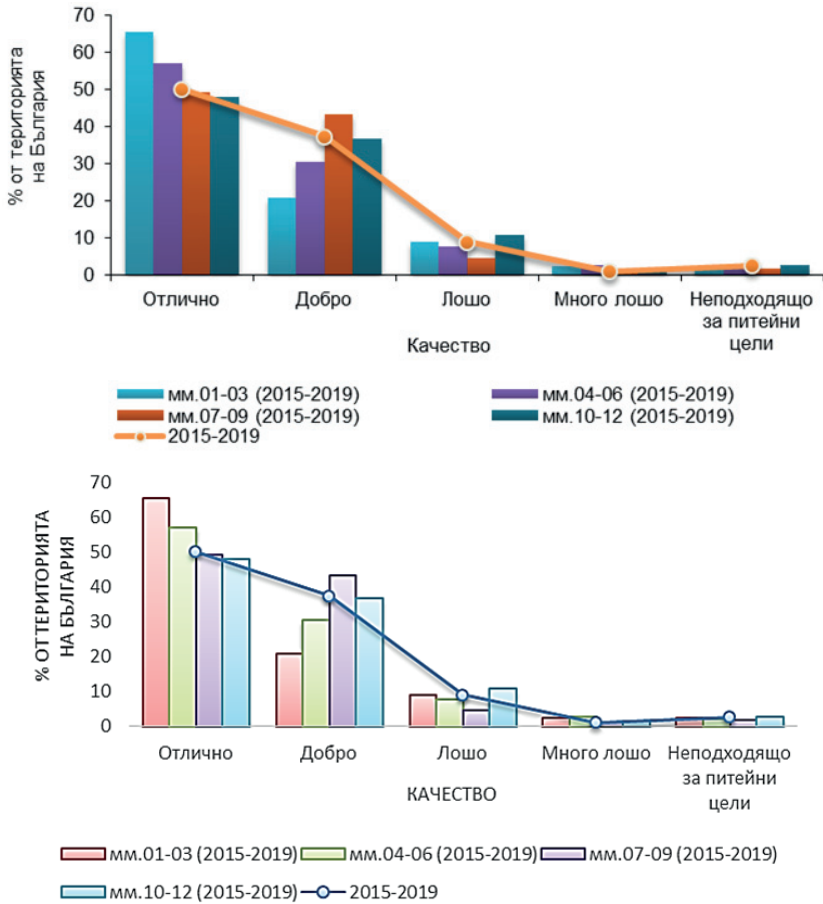 % от територията
на България
70
60
50
40
30
20
10
0
Отлично
Добро
Лошо
Много лошо
Неподходящо
за питейни
цели
Качество
мм.01-03 (2015-2019)
мм.04-06 (2015-2019)
мм.07-09 (2015-2019)
мм.10-12 (2015-2019)
2015-2019
% ОТ ТЕРИТОРИЯТА
НА БЪЛГАРИЯ
70
60
50
40
30
20
10
0
Отлично
Добро
Лошо
Много лошо
Неподходящо
за питейни
цели
КАЧЕСТВО
мм.01-03 (2015-2019)
мм.04-06 (2015-2019)
мм.07-09 (2015-2019)
мм.10-12 (2015-2019)
2015-2019